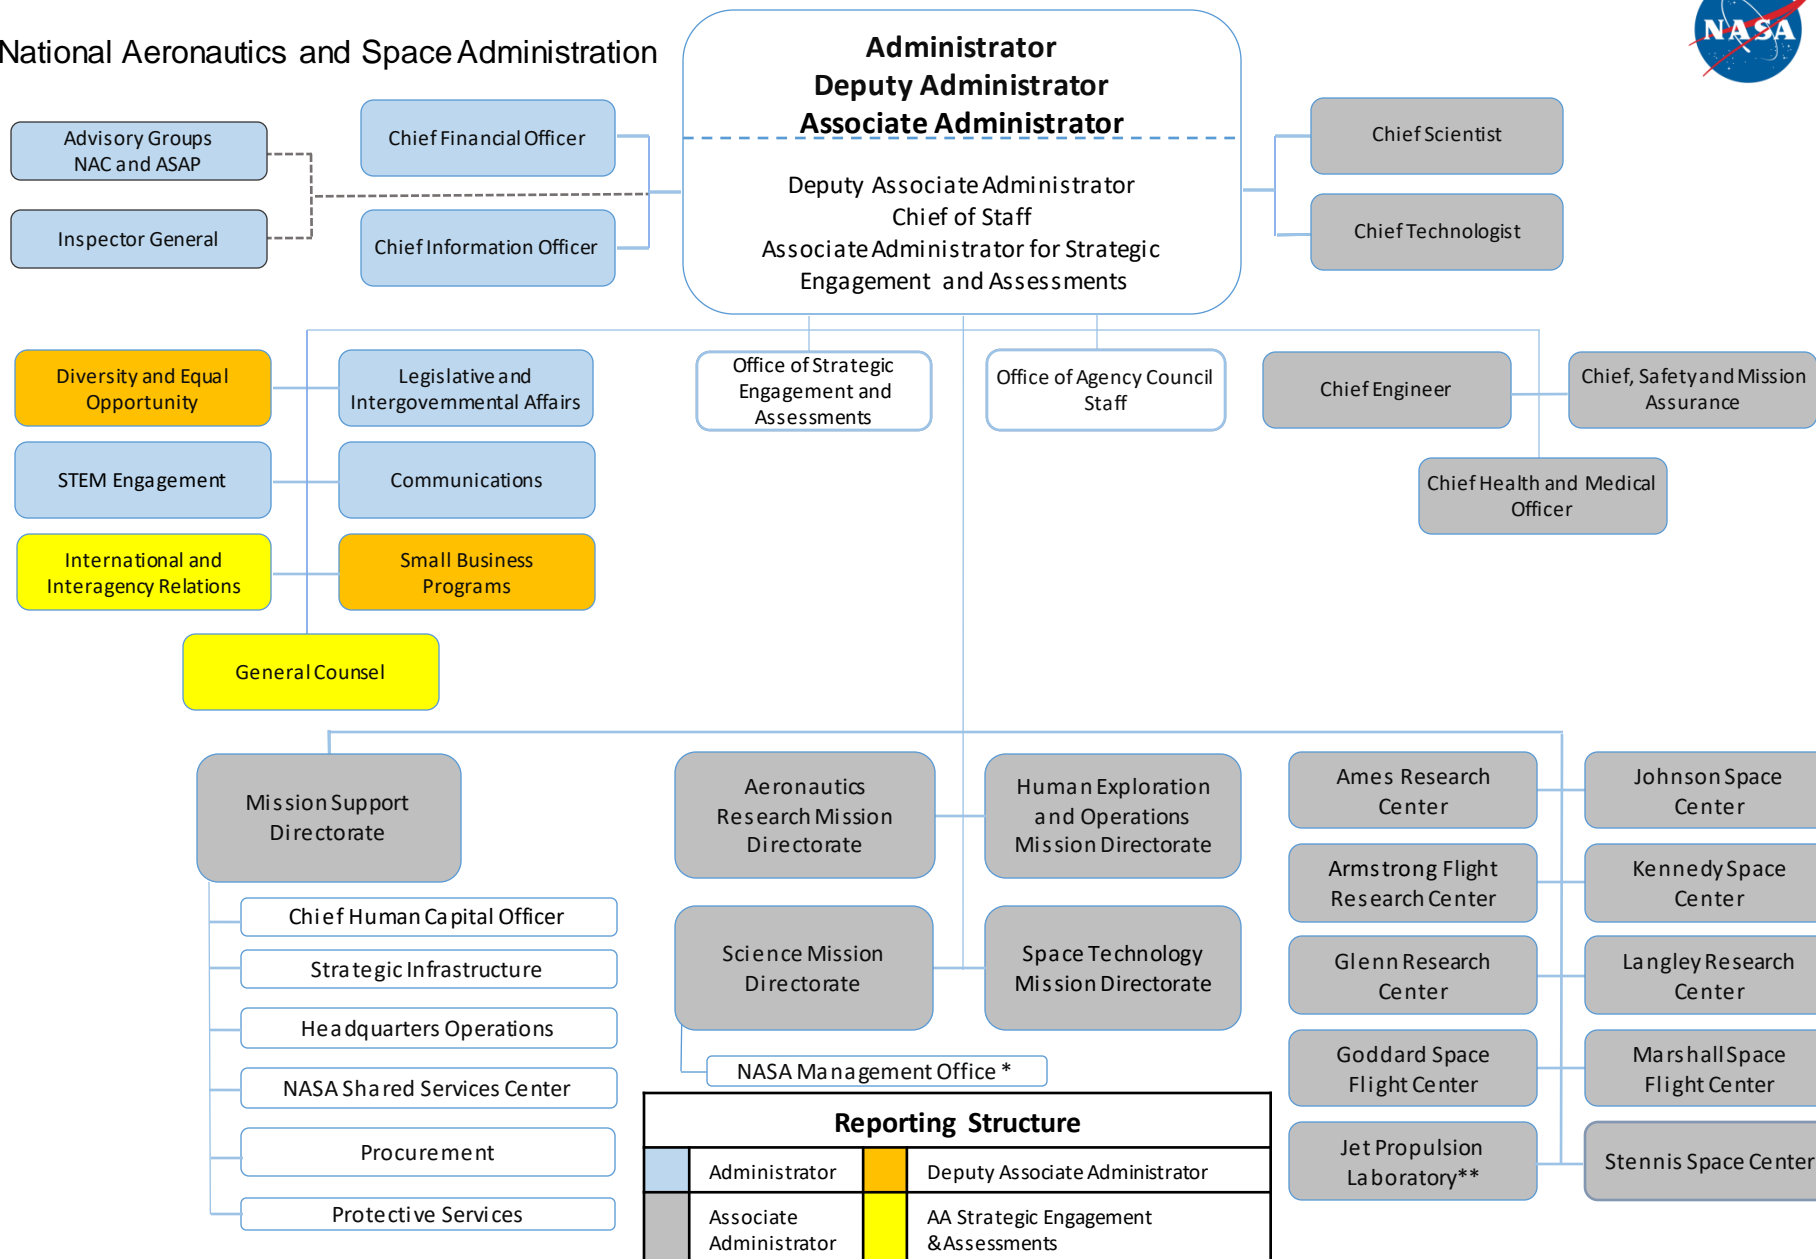 National Aeronautics and Space Administration
NASA
Administrator
Deputy Administrator
Associate Administrator
Deputy Associate Administrator
Chief of Staff
Associate Administrator for Strategic
Engagement and Assessments
Advisory Groups
NAC and ASAP
Inspector General
Chief Financial Officer
Chief Information Officer
Chief Scientist
Chief Technologist
Diversity and Equal
Opportunity
Legislative and
Intergovernmental Affairs
STEM Engagement
Communications
International and
Interagency Relations
Small Business
Programs
General Counsel
Office of Strategic
Engagement and
Assessments
Office of Agency Council
Staff
Chief Engineer
Chief, Safety and Mission
Assurance
Chief Health and Medical
Officer
Mission Support
Directorate
Chief Human Capital Officer
Strategic Infrastructure
Headquarters Operations
NASA Shared Services Center
Procurement
Protective Services
Aeronautics
Research Mission
Directorate
Human Exploration
and Operations
Mission Directorate
Science Mission
Directorate
Space Technology
Mission Directorate
NASA Management Office *
Ames Research
Center
Johnson Space
Center
Armstrong Flight
Research Center
Kennedy Space
Center
Glenn Research
Center
Langley Research
Center
Goddard Space
Flight Center
Marshall Space
Flight Center
Jet Propulsion
Laboratory**
Stennis Space Center
Reporting Structure
Administrator
Deputy Associate Administrator
Associate
Administrator
AA Strategic Engagement
&Assessments